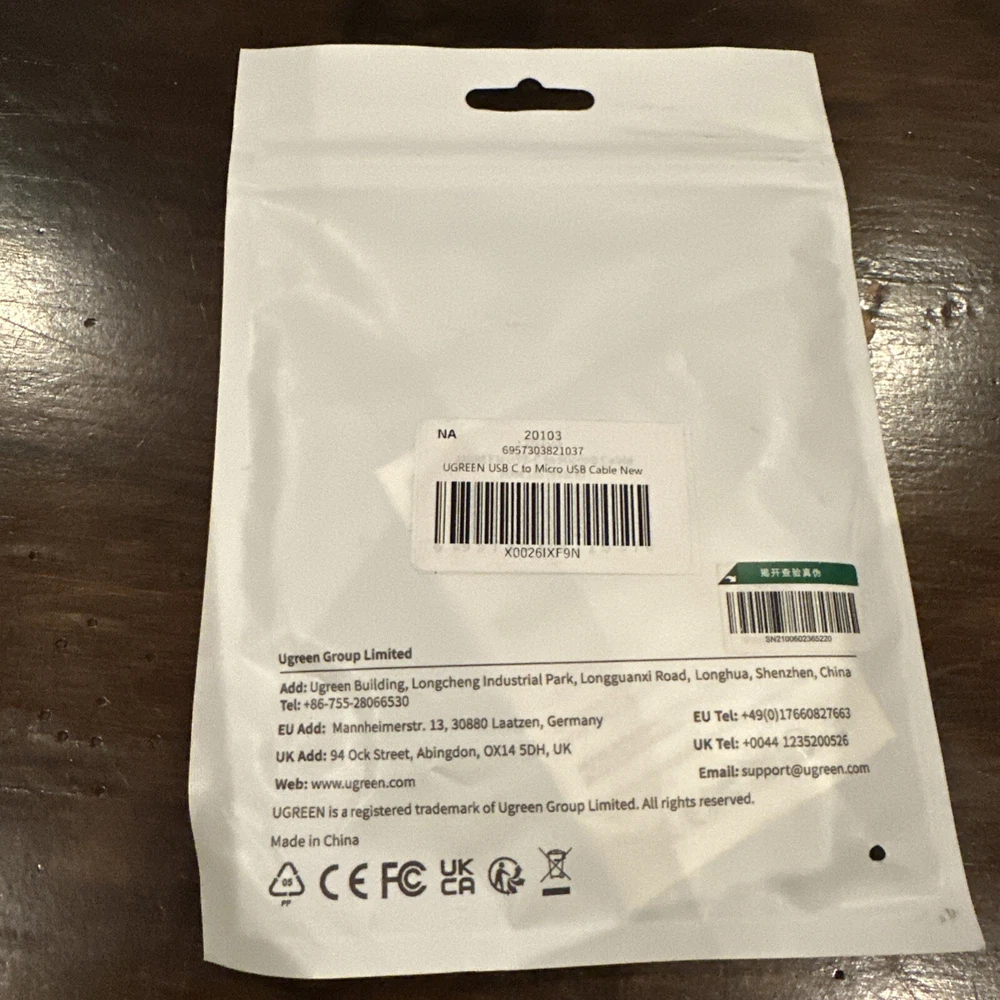 NA 20103
6957303821037
UGREEN USB C to Micro USB Cable New
X0026IXF9N
揭开查验真伪
SN2100602365220
Ugreen Group Limited
Add: Ugreen Building, Longcheng Industrial Park, Longguanxi Road, Longhua, Shenzhen, China
Tel: +86-755-28066530
EU Add: Mannheimerstr. 13, 30880 Laatzen, Germany EU Tel: +49(0)17660827663
UK Add: 94 Ock Street, Abingdon, OX14 5DH, UK UK Tel: +0044 1235200526
Web: www.ugreen.com Email: support@ugreen.com
UGREEN is a registered trademark of Ugreen Group Limited. All rights reserved.
Made in China
05 CE FC UK
PP CA